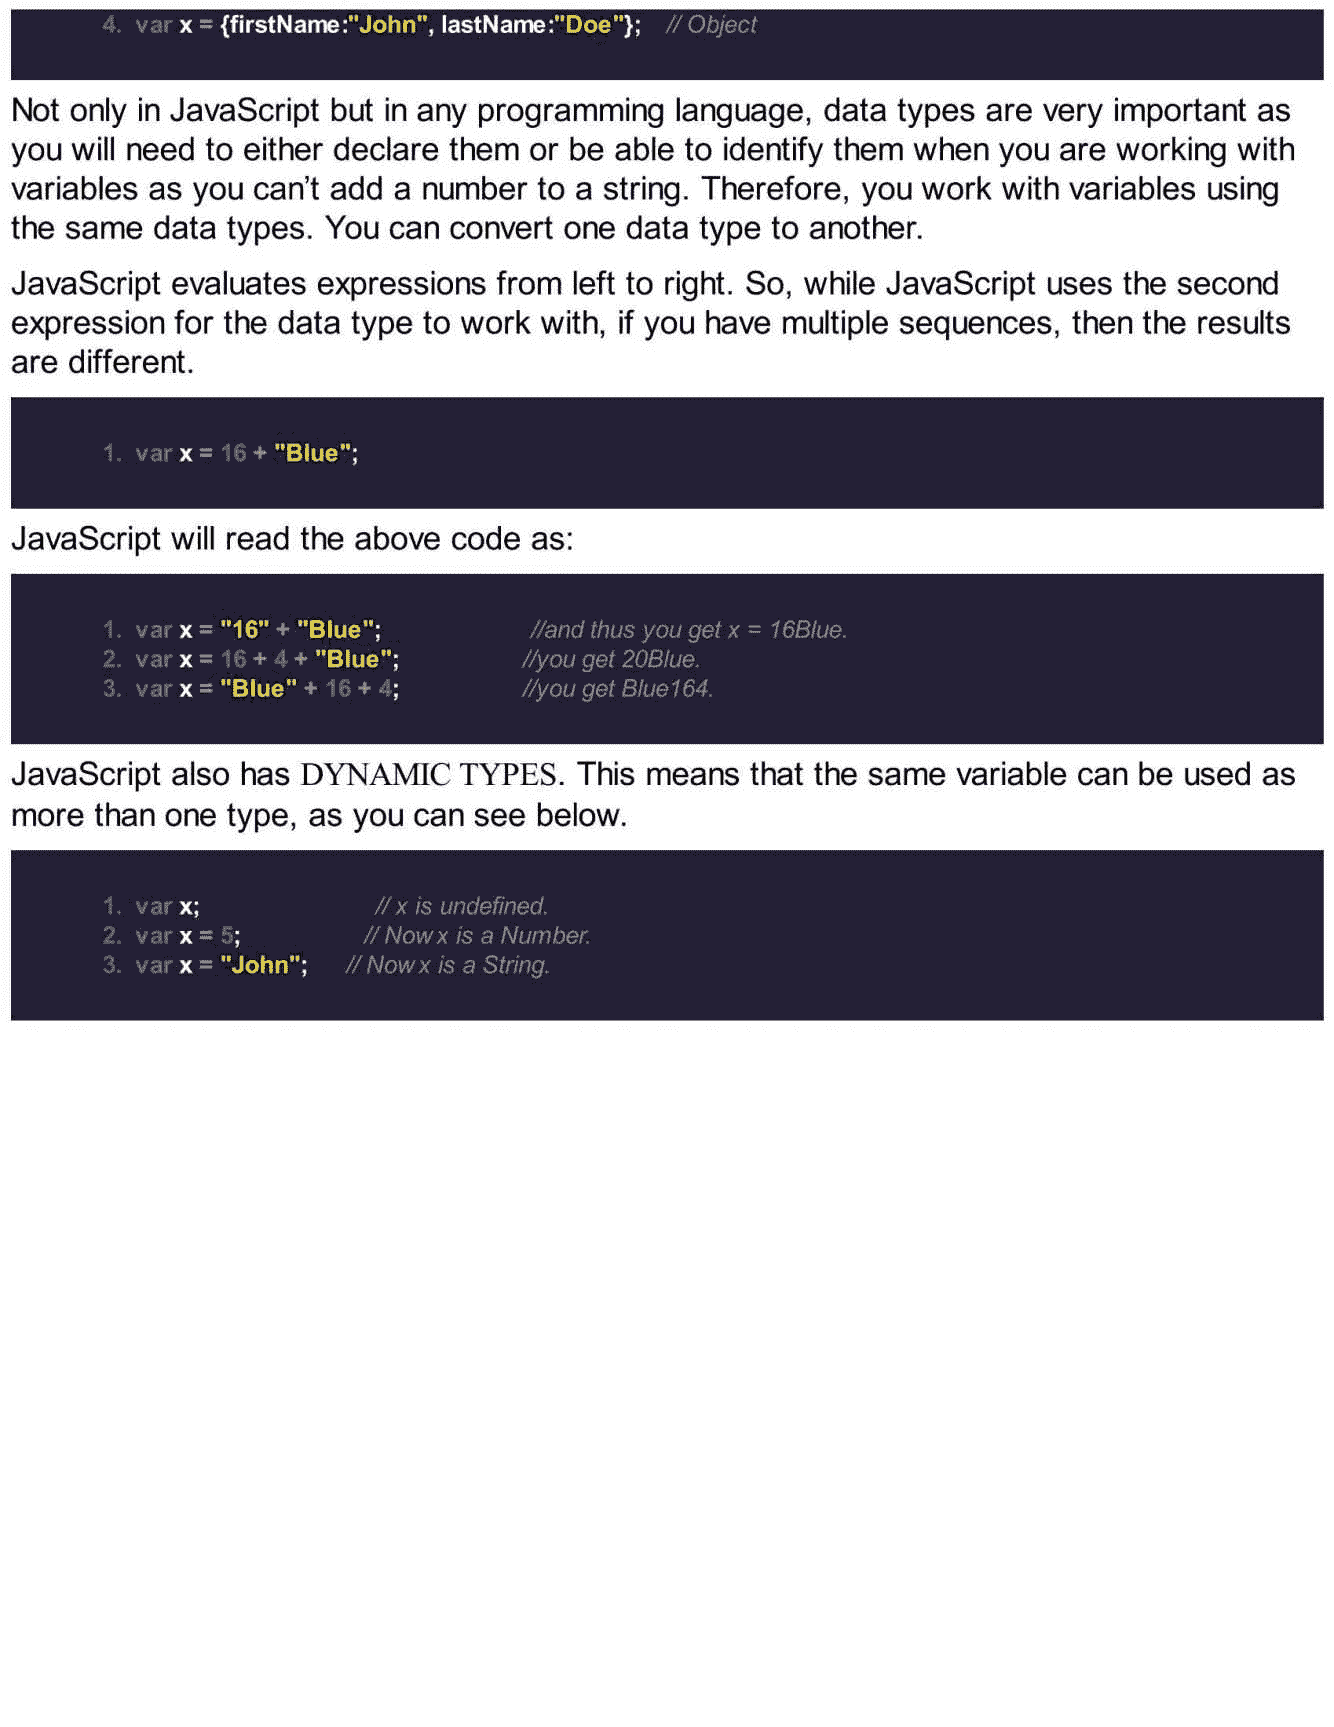 4. var x = {firstName:"John", lastName:"Doe"}; // Object
Not only in JavaScript but in any programming language, data types are very important as
you will need to either declare them or be able to identify them when you are working with
variables as you can’t add a number to a string. Therefore, you work with variables using
the same data types. You can convert one data type to another.
JavaScript evaluates expressions from left to right. So, while JavaScript uses the second
expression for the data type to work with, if you have multiple sequences, then the results
are different.
1. var x = 16 + "Blue";
JavaScript will read the above code as:
1. var x = "16" + "Blue"; //and thus you get x = 16Blue.
2. var x = 16 + 4 + "Blue"; //you get 20Blue.
3. var x = "Blue" + 16 + 4; //you get Blue164.
JavaScript also has DYNAMIC TYPES. This means that the same variable can be used as
more than one type, as you can see below.
1. var x; // x is undefined.
2. var x = 5; // Now x is a Number.
3. var x = "John"; // Now x is a String.